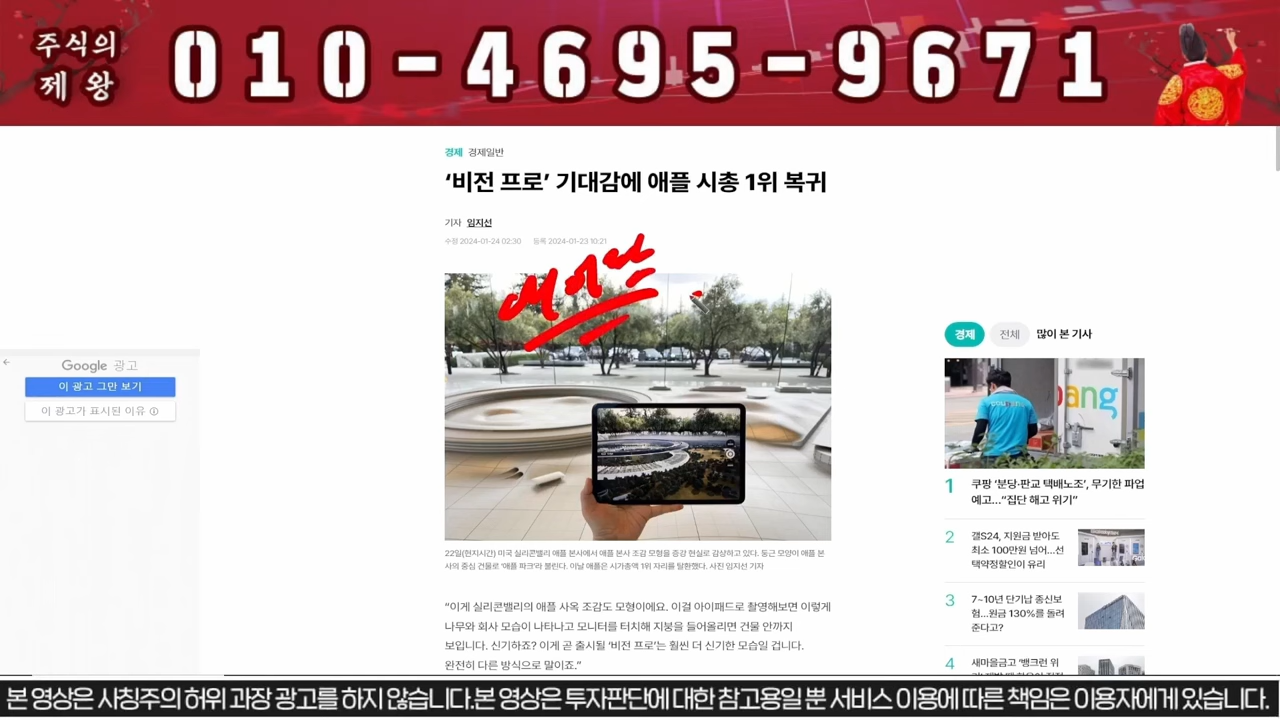 주식의
제 왕
010-4695-9671
경제 경제일반
‘비전 프로’ 기대감에 애플 시총 1위 복귀
기자 임지선
수정 2024-01-24 02:30 등록 2024-01-23 10:21
Google 광고
이 광고 그만 보기
이 광고가 표시된 이유
22일(현지시간) 미국 실리콘밸리 애플 본사에서 애플 본사 조감 모형을 증강 현실로 감상하고 있다. 둥근 모양이 애플 본
사의 중심 건물로 ‘애플 파크’라 불린다. 이날 애플은 시가총액 1위 자리를 탈환했다. 사진 임지선 기자
“이게 실리콘밸리의 애플 사옥 조감도 모형이에요. 이걸 아이패드로 촬영해보면 이렇게
나무와 회사 모습이 나타나고 모니터를 터치해 지붕을 들어올리면 건물 안까지
보입니다. 신기하죠? 이게 곧 출시될 ‘비전 프로’는 훨씬 더 신기한 모습일 겁니다.
완전히 다른 방식으로 말이죠.”
경제 전체 많이 본 기사
bang
1 쿠팡 ‘분당·판교 택배노조’, 무기한 파업
예고…“집단 해고 위기”
2 갤S24, 지원금 받아도
최소 100만원 넘어…선
택약정할인이 유리
3 7~10년 단기납 종신보
험…원금 130%를 돌려
준다고?
4 새마을금고 ‘뱅크런 위
본 영상은 사칭주의 허위 과장 광고를 하지 않습니다.본 영상은 투자판단에 대한 참고용일 뿐 서비스 이용에 따른 책임은 이용자에게 있습니다.